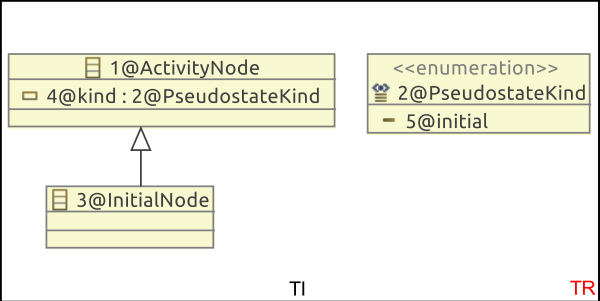 1@ActivityNode
4@kind : 2@PseudostateKind
3@InitialNode
<<enumeration>>
2@PseudostateKind
5@initial
TI
TR